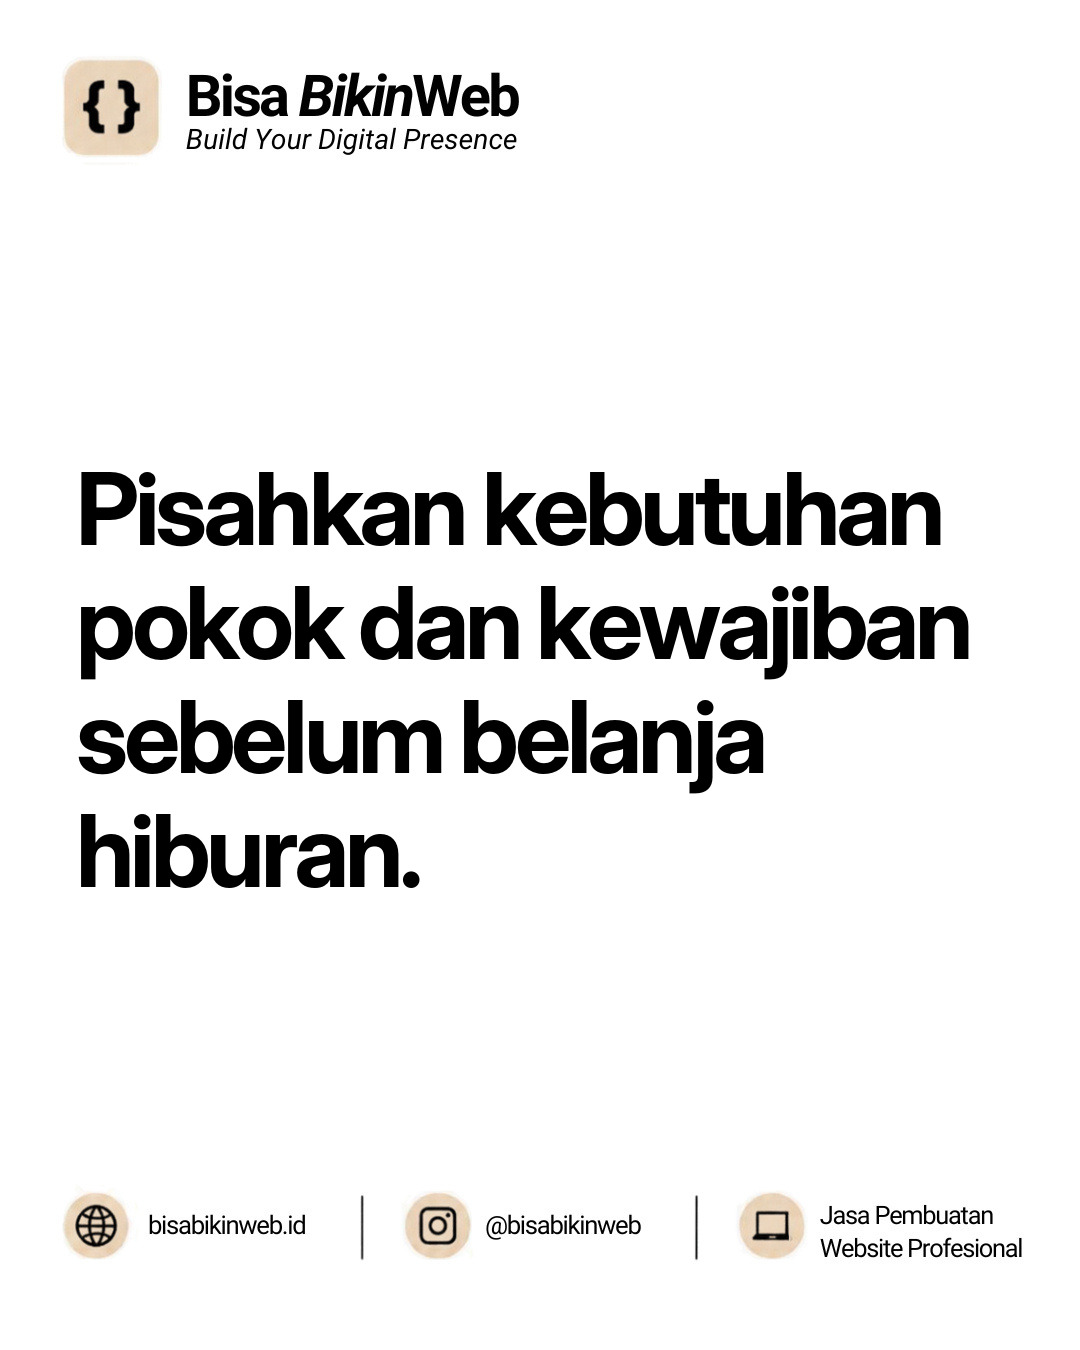 { }
Bisa BikinWeb
Build Your Digital Presence
Pisahkan kebutuhan
pokok dan kewajiban
sebelum belanja
hiburan.
bisabikinweb.id
@bisabikinweb
Jasa Pembuatan
Website Profesional